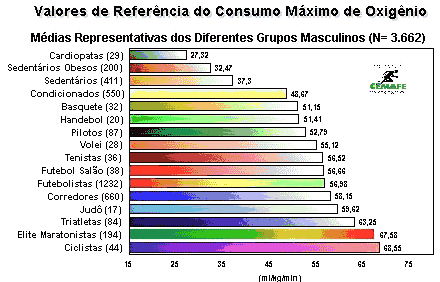 Valores de Referência do Consumo Máximo de Oxigênio
Médias Representativas dos Diferentes Grupos Masculinos (N= 3.662)
Cardiopatas (29) 27,32
Sedentários Obesos (200) 32,47
Sedentários (411) 37,3
Condicionados (550) 48,67
Basquete (32) 51,15
Handebol (20) 51,41
Pilotos (87) 52,79
Volei (28) 55,12
Tenistas (36) 56,52
Futebol Salão (38) 56,66
Futebolistas (1232) 56,98
Corredores (660) 58,15
Judô (17) 59,62
Triatletas (84) 63,25
Elite Maratonistas (194) 67,58
Ciclistas (44) 68,55
CEMAFE
15 25 35 45 55 65 75
(ml/kg/min)